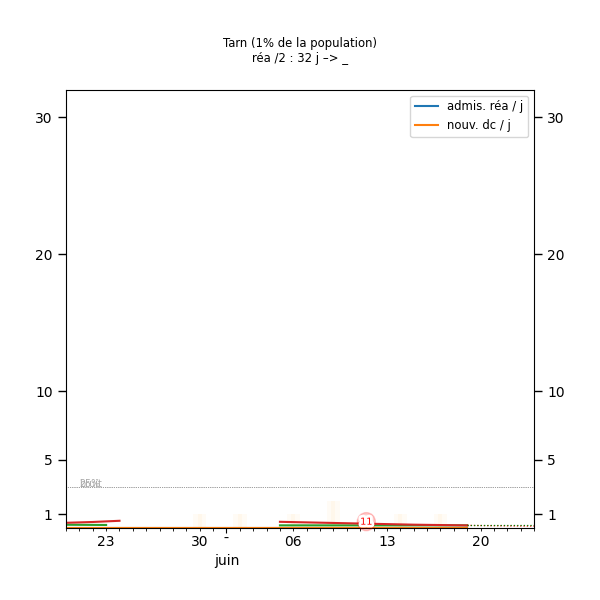 Tarn (1% de la population)
réa /2 : 32 j –> _
admis. réa / j
nouv. dc / j
30 30
20 20
10 10
5 5
1 1
11
23 30 - 06 13 20
juin